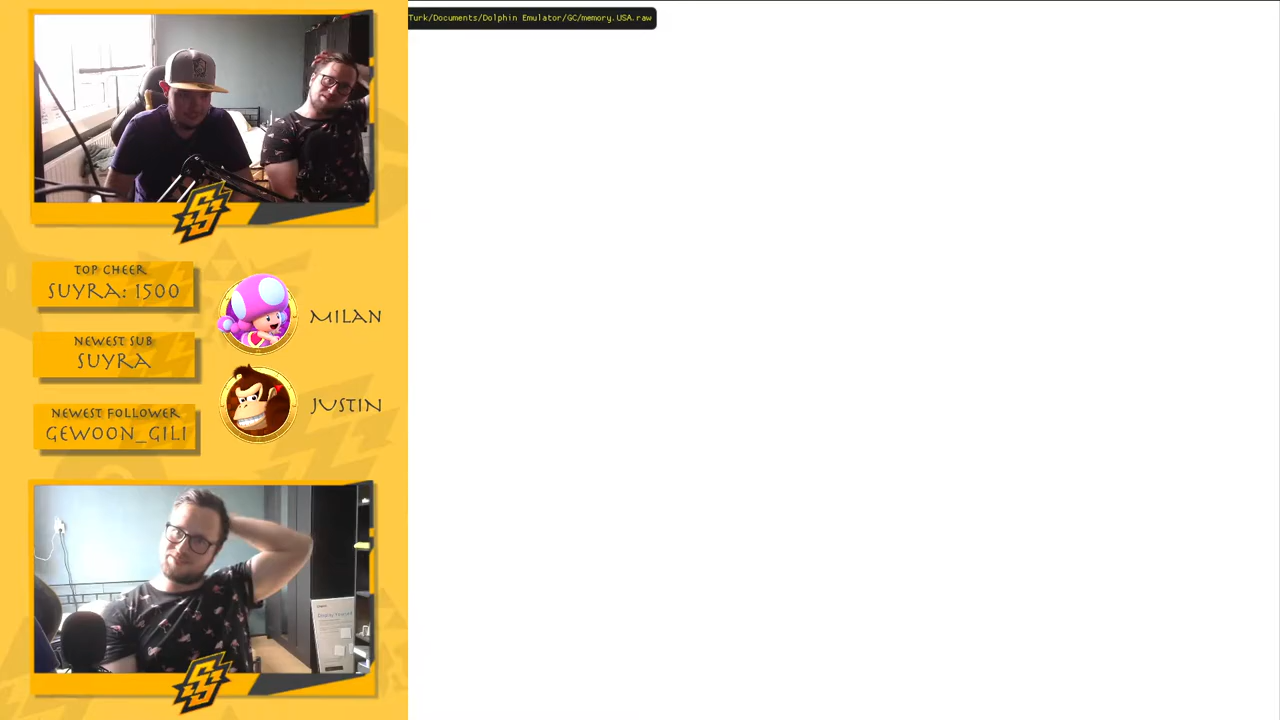 Turk/Documents/Dolphin Emulator/GC/memory.USA.raw
TOP CHEER
SUYRA: 1500
NEWEST SUB
SUYRA
NEWEST FOLLOWER
GEWOON_GILI
MILAN
JUSTIN